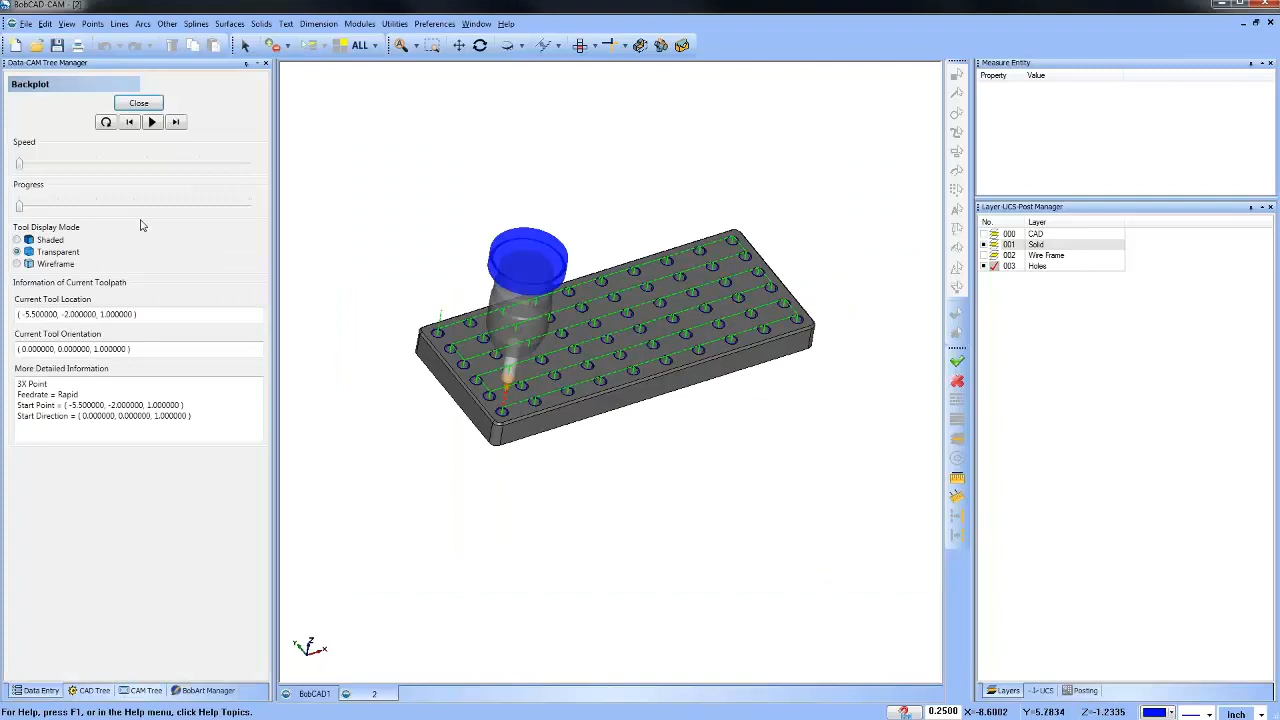 BobCAD-CAM - [2]
File Edit View Points Lines Arcs Other Splines Surfaces Solids Text Dimension Modules Utilities Preferences Window Help
ALL
Data-CAM Tree Manager
Backplot
Close
Speed
Progress
Tool Display Mode
Shaded
Transparent
Wireframe
Information of Current Toolpath
Current Tool Location
( -5.500000, -2.000000, 1.000000 )
Current Tool Orientation
( 0.000000, 0.000000, 1.000000 )
More Detailed Information
3X Point
Feedrate = Rapid
Start Point = ( -5.500000, -2.000000, 1.000000 )
Start Direction = ( 0.000000, 0.000000, 1.000000 )
Data Entry CAD Tree CAM Tree BobArt Manager
Y Z X
BobCAD1 2
Measure Entity
Property Value
Layer-UCS-Post Manager
No. Layer
000 CAD
001 Solid
002 Wire Frame
003 Holes
Layers UCS Posting
For Help, press F1, or in the Help menu, click Help Topics.
0.2500 X=-8.6002 Y=5.7834 Z=-1.2335 Inch